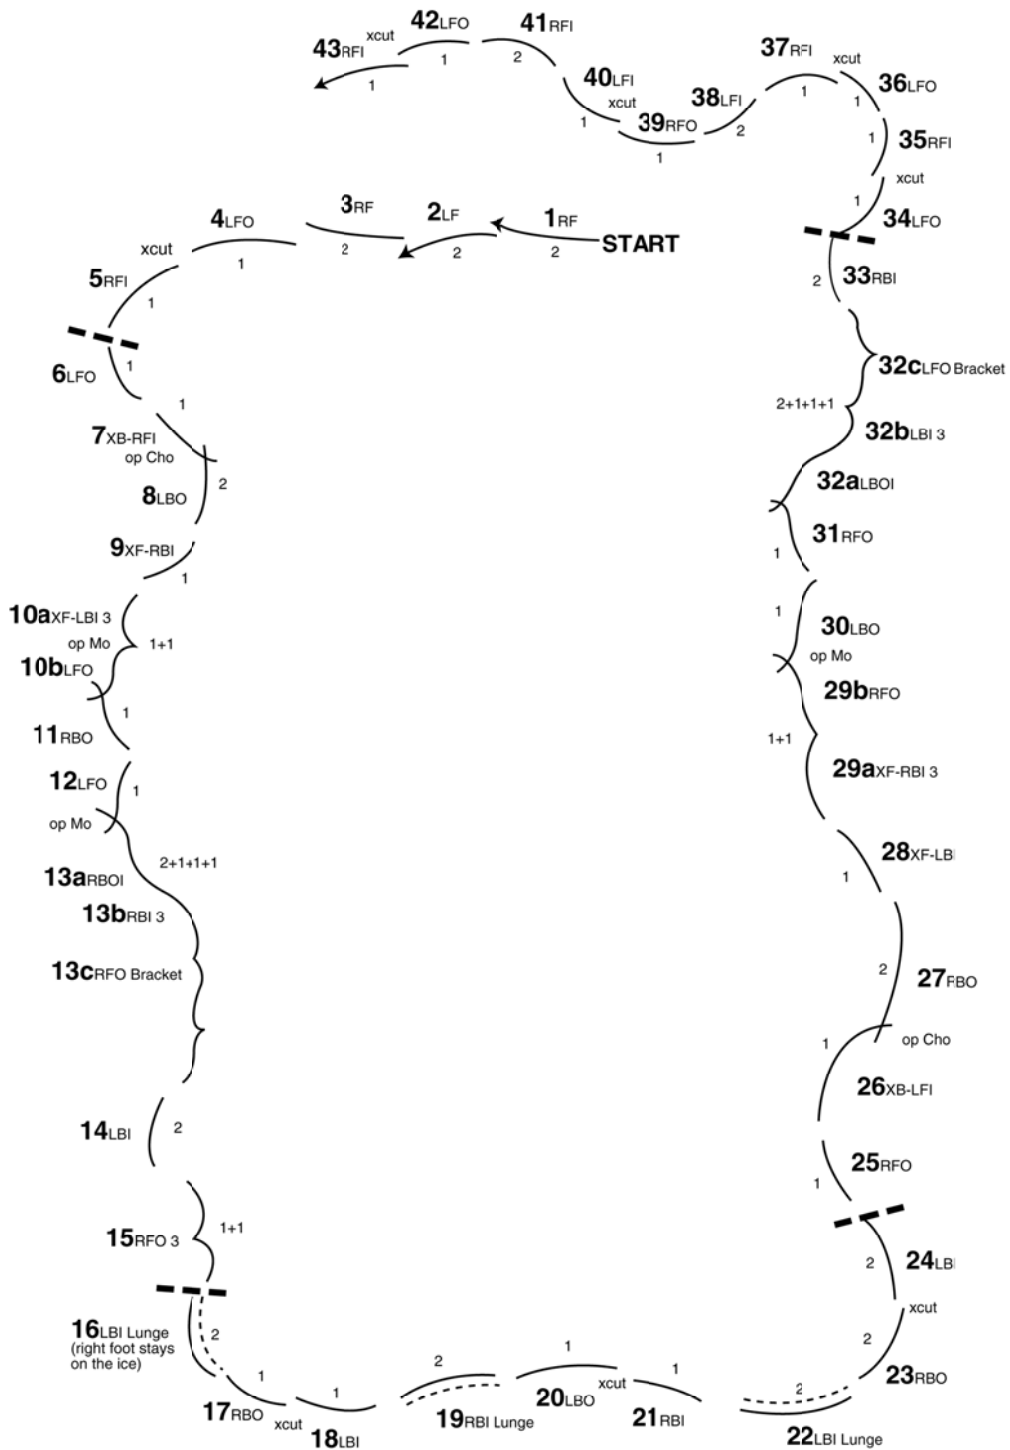 START
1RF
2
2LF
2
3RF
2
4LFO
1
xcut
5RFI
1
6LFO
1
7XB-RFI
1
op Cho
8LBO
2
9XF-RBI
1
10aXF-LBI 3
op Mo
1+1
10bLFO
11RBO
1
12LFO
1
op Mo
2+1+1+1
13aRBOI
13bRBI 3
13cRFO Bracket
14LBI
2
15RFO 3
1+1
16LBI Lunge
(right foot stays
on the ice)
2
17RBO
1
xcut
18LBI
1
19RBI Lunge
2
20LBO
1
xcut
21RBI
1
22LBI Lunge
2
23RBO
2
xcut
24LBI
2
25RFO
1
26XB-LFI
1
op Cho
27RBO
2
28XF-LBI
1
29aXF-RBI 3
1+1
29bRFO
op Mo
30LBO
1
31RFO
1
32aLBOI
32bLBI 3
2+1+1+1
32cLFO Bracket
33RBI
2
34LFO
1
xcut
35RFI
1
36LFO
1
xcut
37RFI
1
38LFI
2
39RFO
1
xcut
40LFI
1
41RFI
2
42LFO
1
xcut
43RFI
1